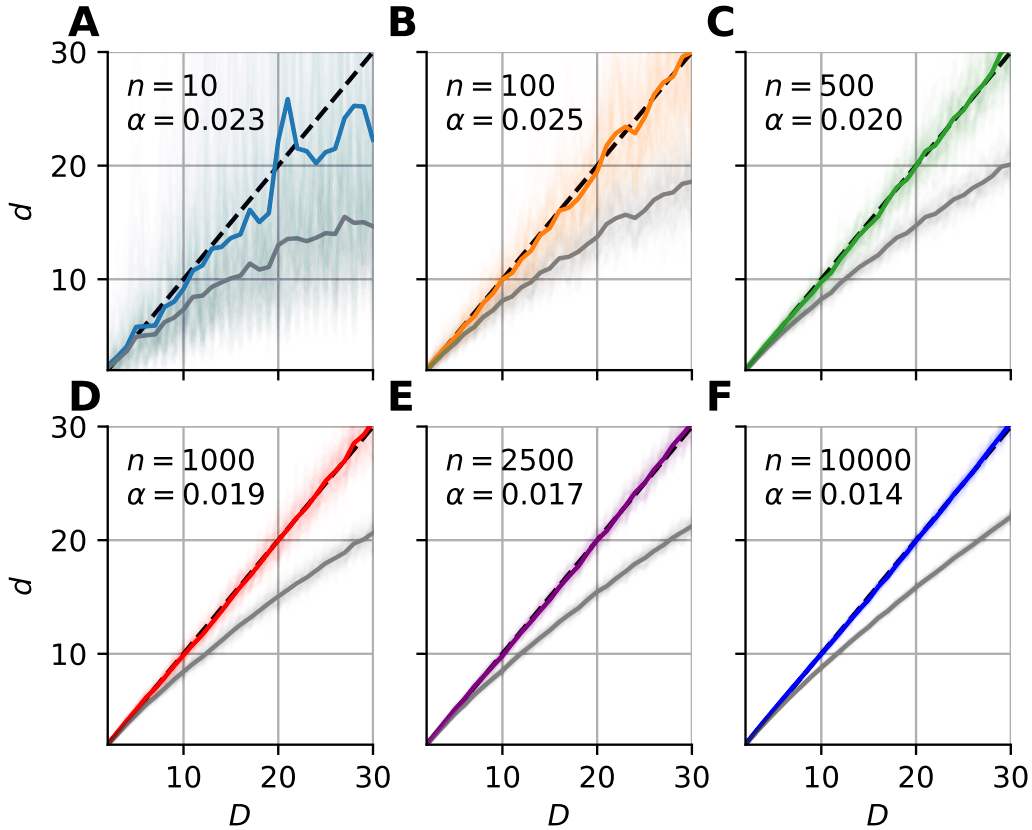 A
B
C
30
20
10
d
n = 10
α = 0.023
n = 100
α = 0.025
n = 500
α = 0.020
D
E
F
30
20
10
d
n = 1000
α = 0.019
n = 2500
α = 0.017
n = 10000
α = 0.014
10 20 30
10 20 30
10 20 30
D
D
D